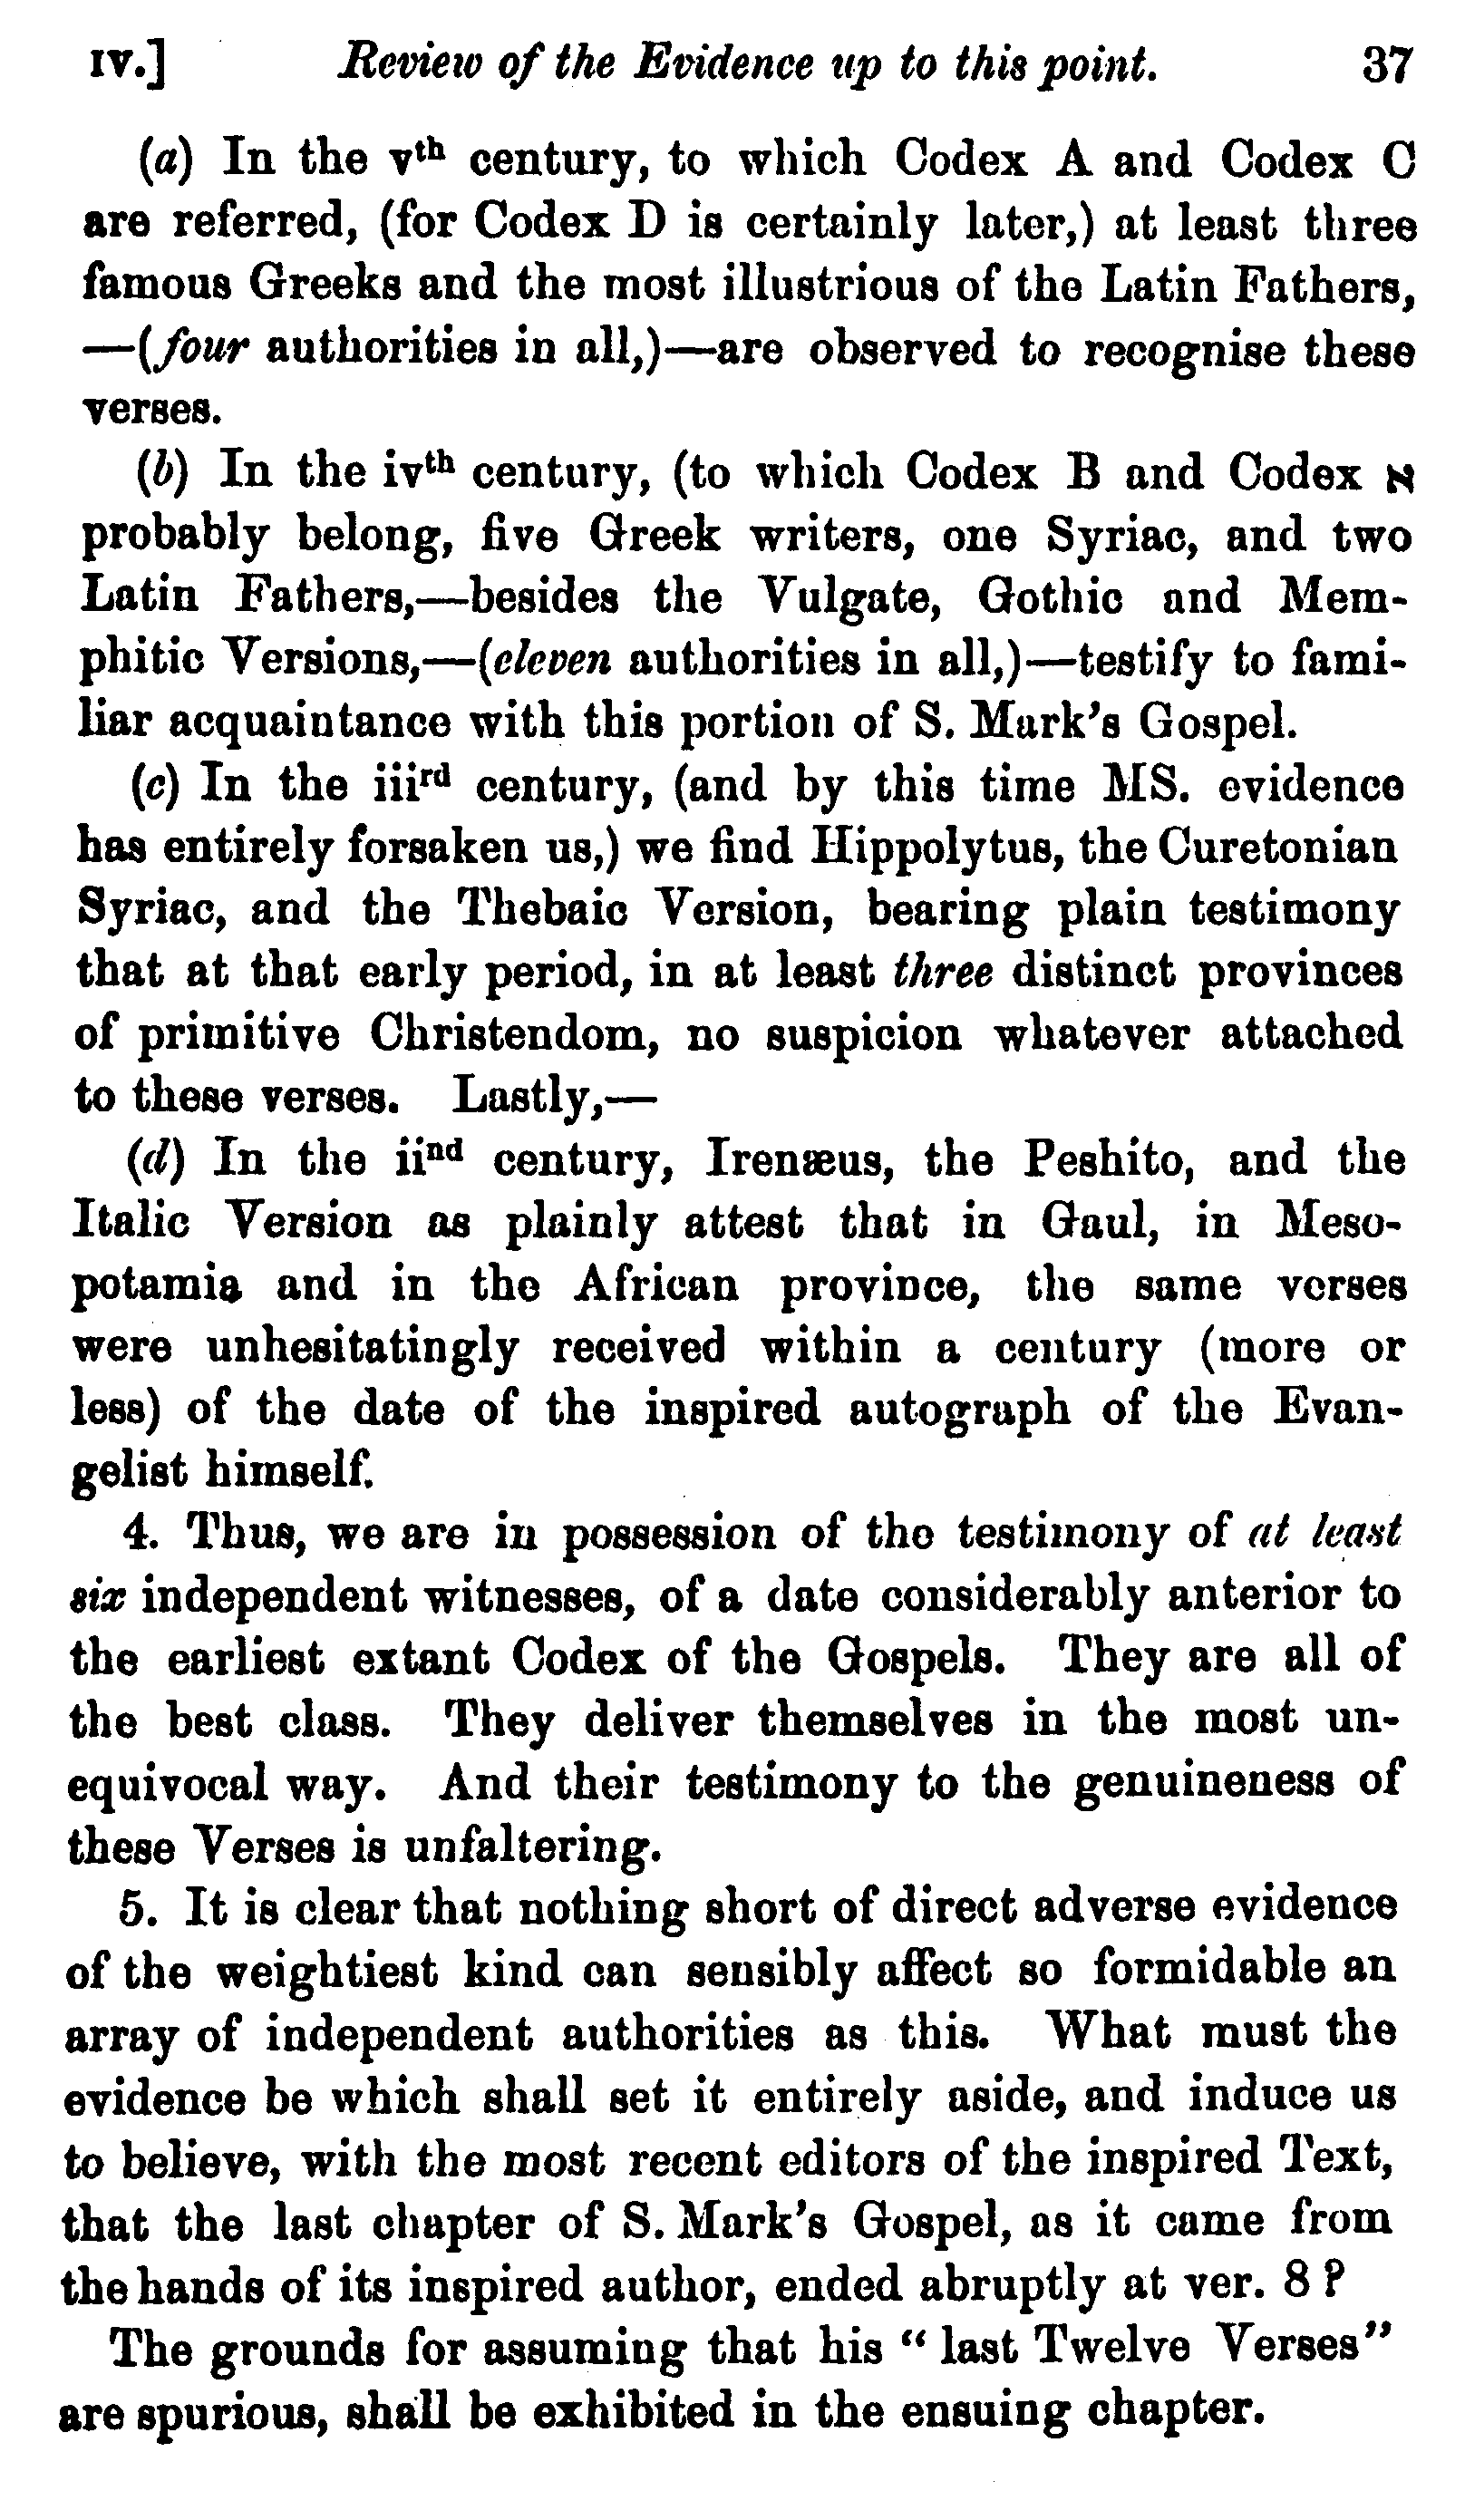 IV.] Review of the Evidence up to this point. 37
(a) In the vth century, to which Codex A and Codex C
are referred, (for Codex D is certainly later,) at least three
famous Greeks and the most illustrious of the Latin Fathers,
—(four authorities in all,)—are observed to recognise these
verses.
(b) In the ivth century, (to which Codex B and Codex א
probably belong, five Greek writers, one Syriac, and two
Latin Fathers,—besides the Vulgate, Gothic and Mem-
phitic Versions,—(eleven authorities in all,)—testify to fami-
liar acquaintance with this portion of S. Mark's Gospel.
(c) In the iiird century, (and by this time MS. evidence
has entirely forsaken us,) we find Hippolytus, the Curetonian
Syriac, and the Thebaic Version, bearing plain testimony
that at that early period, in at least three distinct provinces
of primitive Christendom, no suspicion whatever attached
to these verses. Lastly,—
(d) In the iind century, Irenæus, the Peshito, and the
Italic Version as plainly attest that in Gaul, in Meso-
potamia and in the African province, the same verses
were unhesitatingly received within a century (more or
less) of the date of the inspired autograph of the Evan-
gelist himself.
4. Thus, we are in possession of the testimony of at least
six independent witnesses, of a date considerably anterior to
the earliest extant Codex of the Gospels. They are all of
the best class. They deliver themselves in the most un-
equivocal way. And their testimony to the genuineness of
these Verses is unfaltering.
5. It is clear that nothing short of direct adverse evidence
of the weightiest kind can sensibly affect so formidable an
array of independent authorities as this. What must the
evidence be which shall set it entirely aside, and induce us
to believe, with the most recent editors of the inspired Text,
that the last chapter of S. Mark's Gospel, as it came from
the hands of its inspired author, ended abruptly at ver. 8?
The grounds for assuming that his "last Twelve Verses"
are spurious, shall be exhibited in the ensuing chapter.